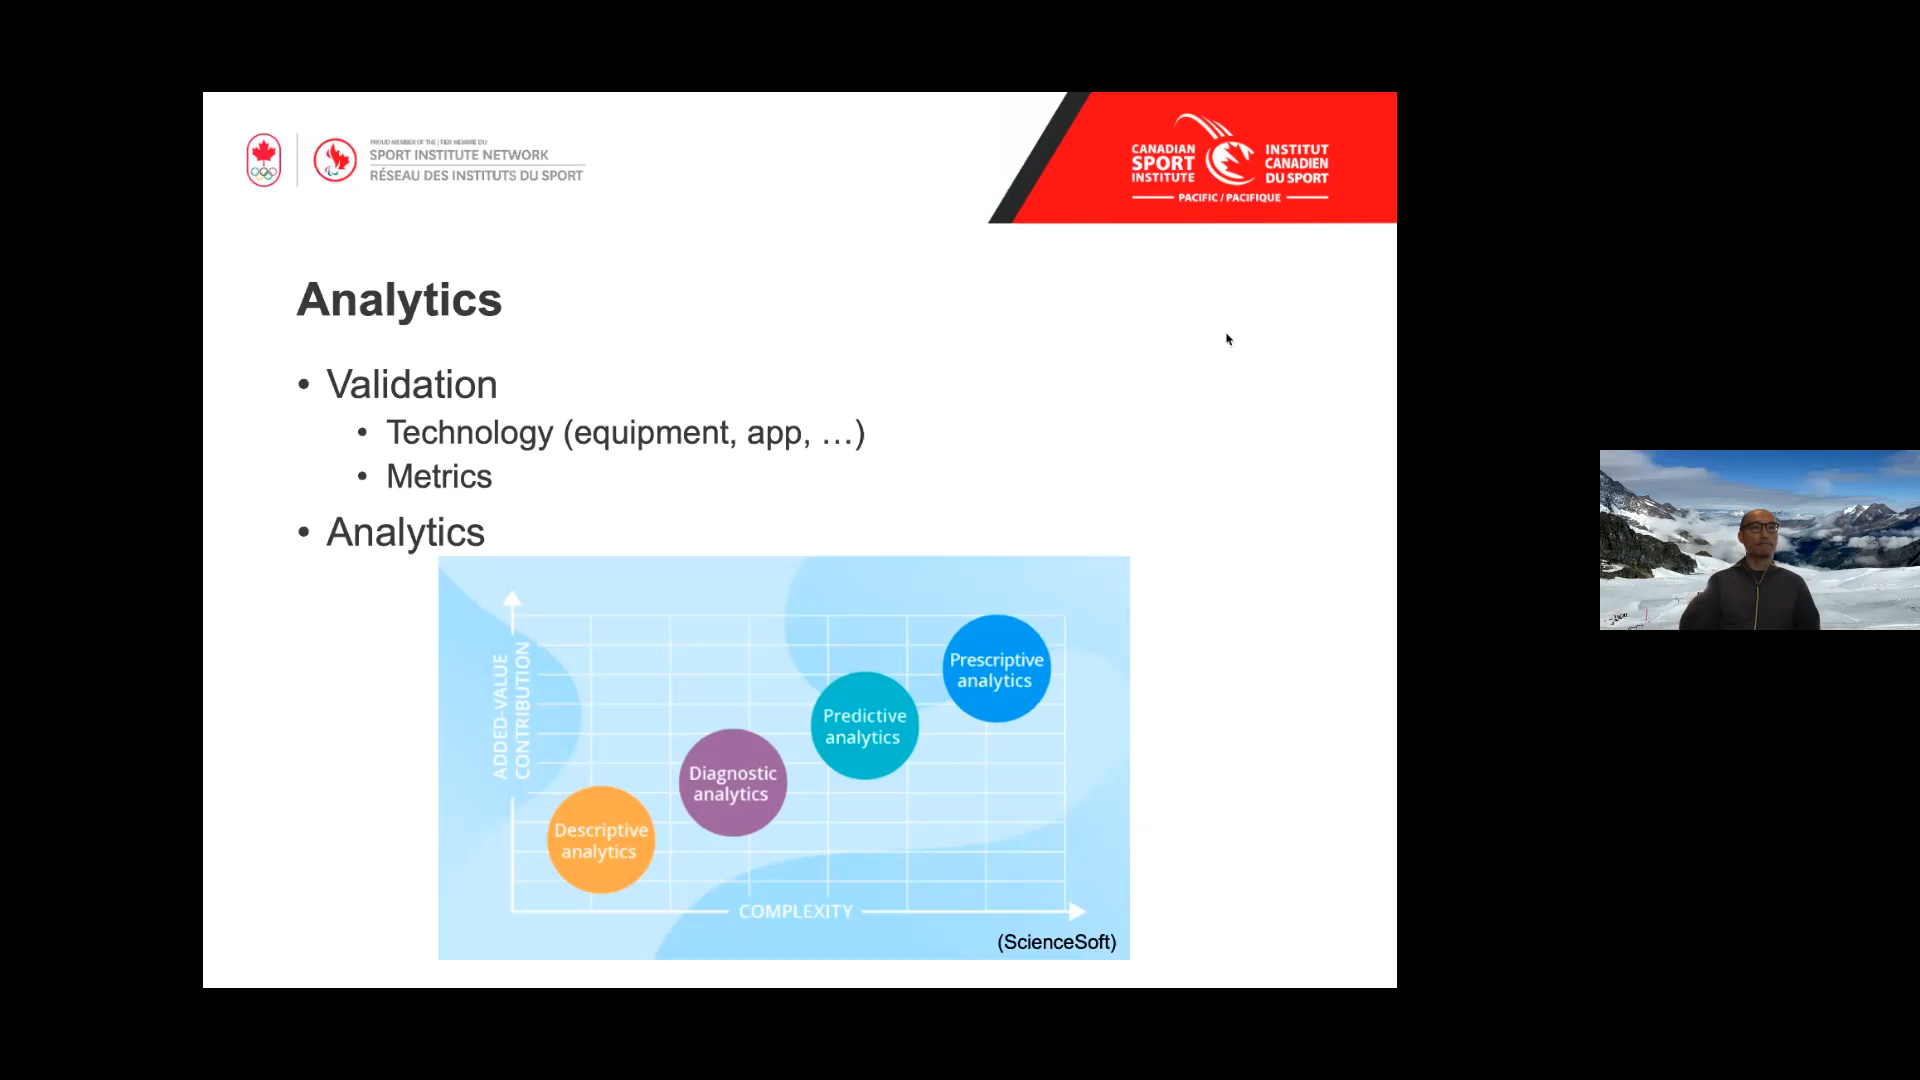 PROUD MEMBER OF THE | FIER MEMBRE DU
SPORT INSTITUTE NETWORK
RÉSEAU DES INSTITUTS DU SPORT
CANADIAN
SPORT
INSTITUTE
INSTITUT
CANADIEN
DU SPORT
PACIFIC / PACIFIQUE
Analytics
• Validation
• Technology (equipment, app, …)
• Metrics
• Analytics
ADDED-VALUE
CONTRIBUTION
Prescriptive
analytics
Predictive
analytics
Diagnostic
analytics
Descriptive
analytics
COMPLEXITY
(ScienceSoft)